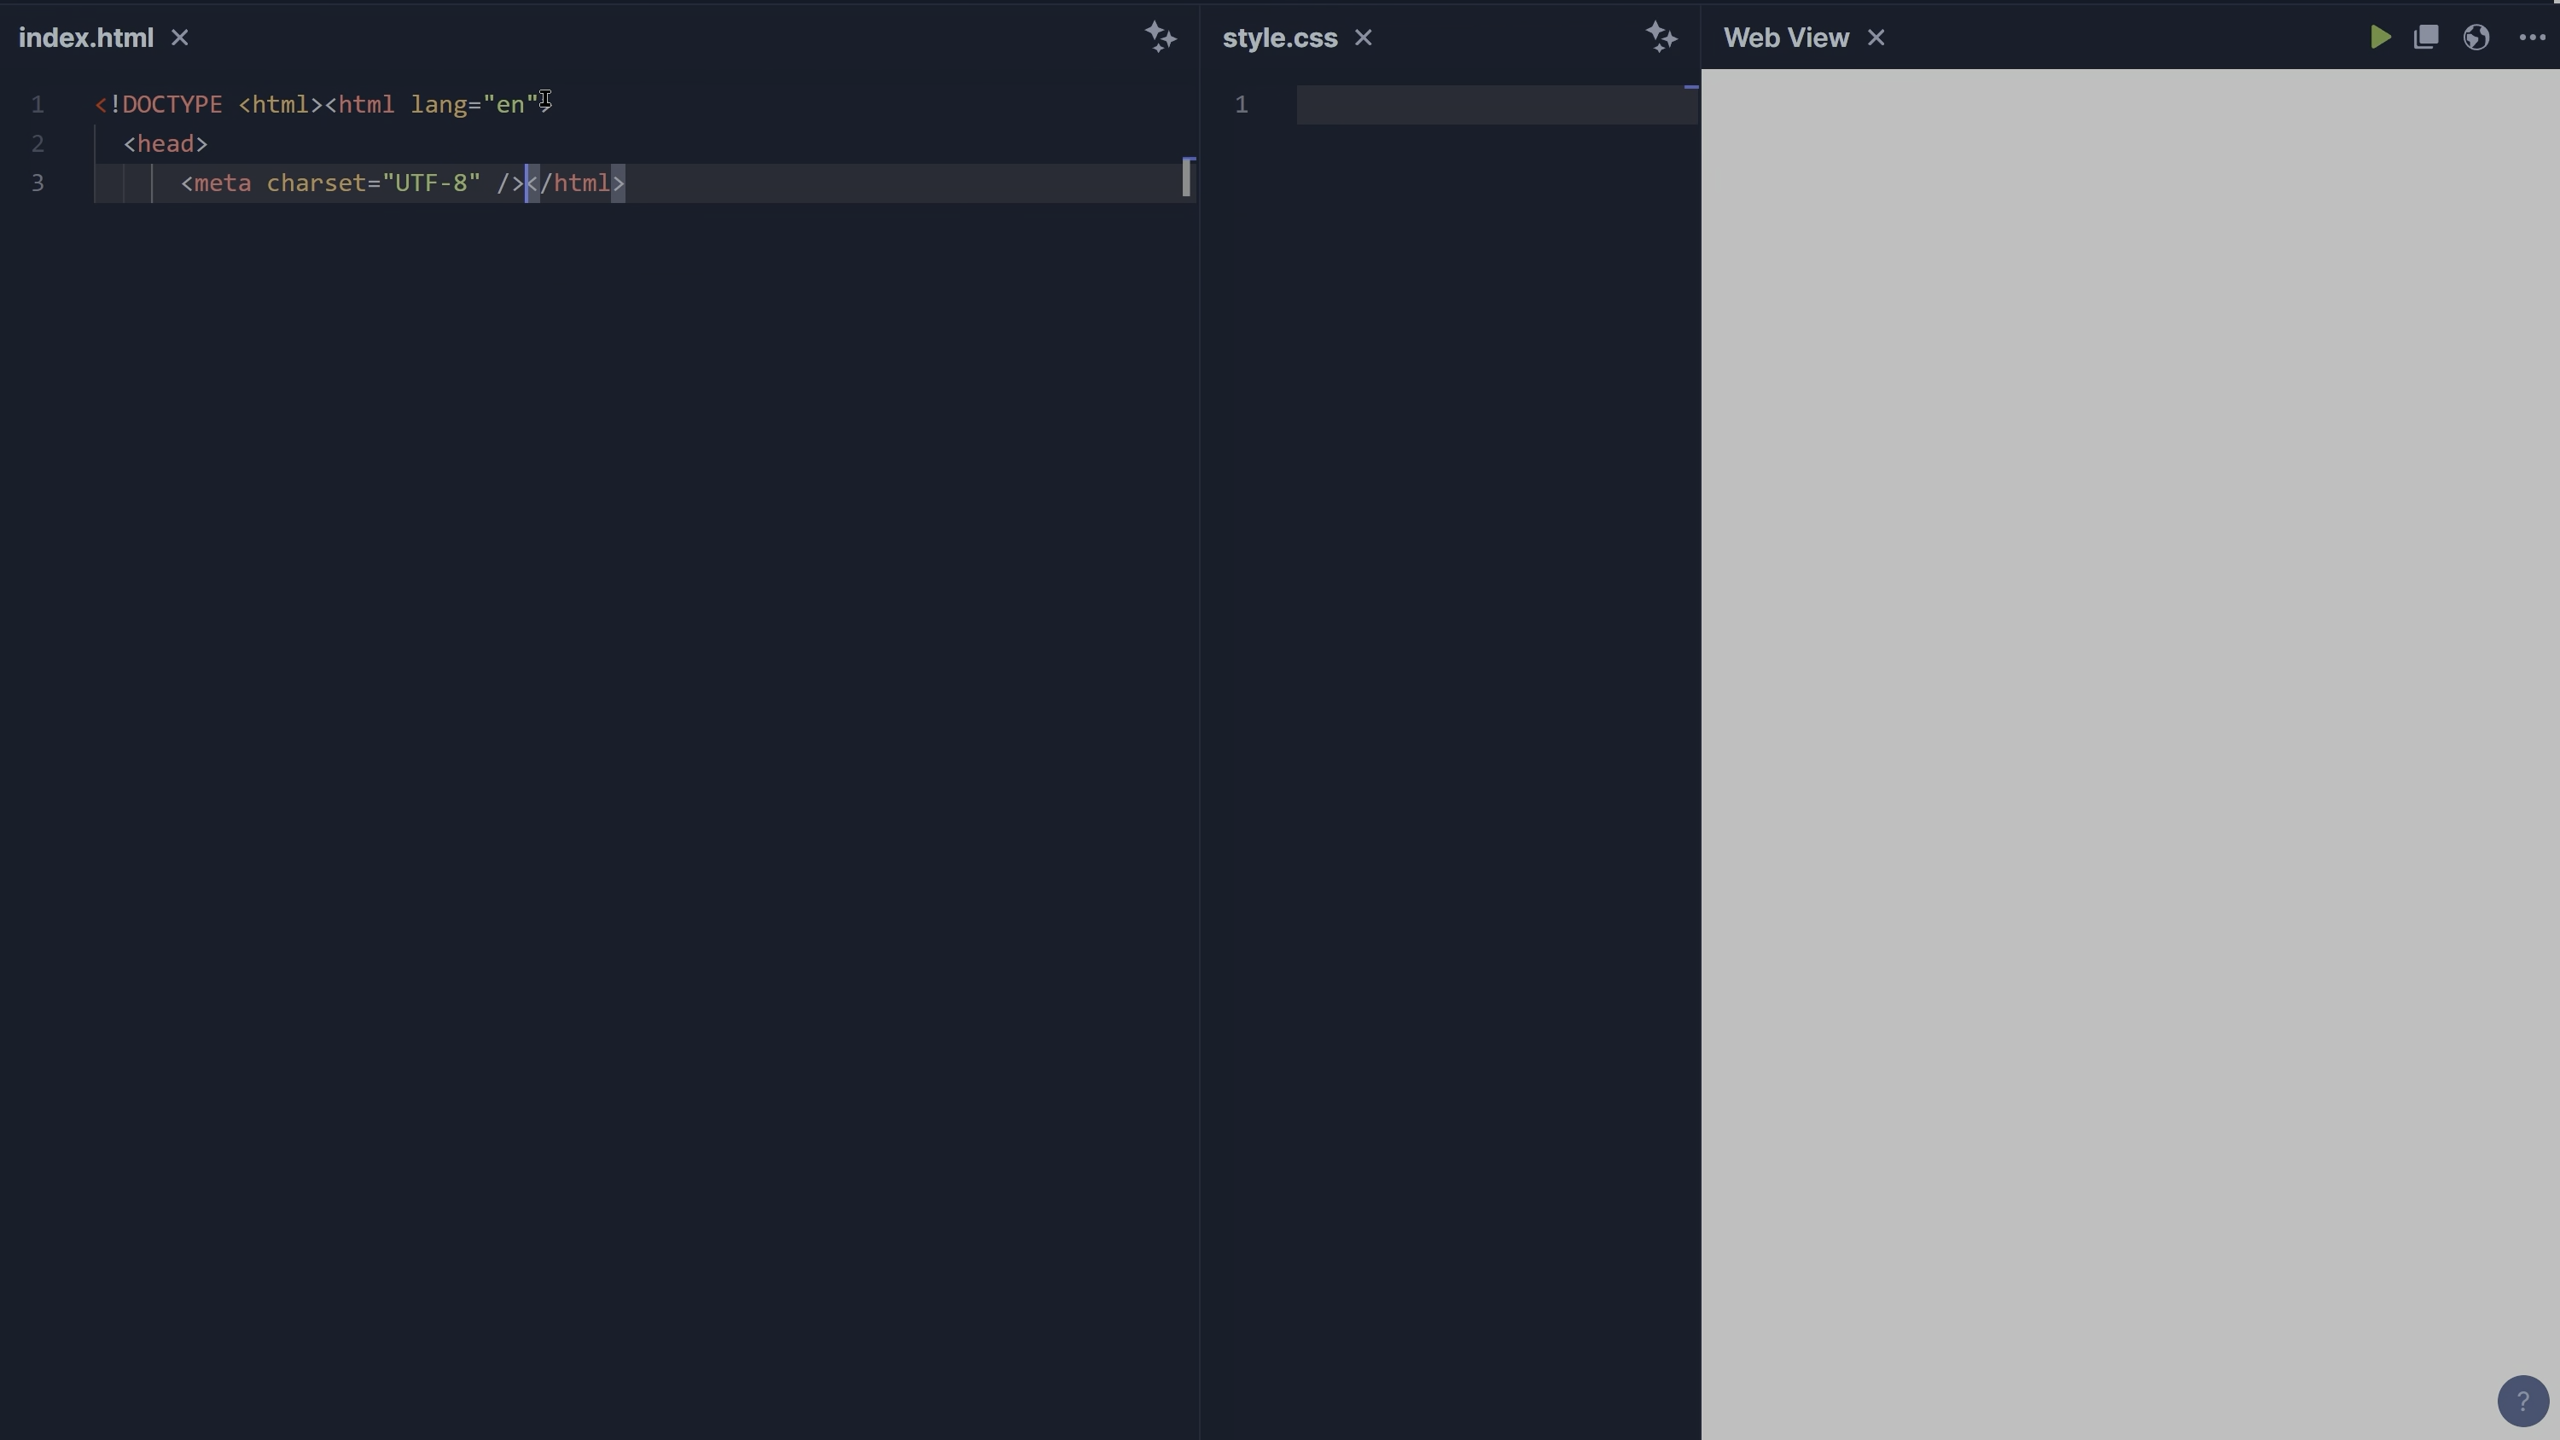 index.html
style.css
Web View
1 <!DOCTYPE <html><html lang="en">
2 <head>
3 <meta charset="UTF-8" /></html>
1
?